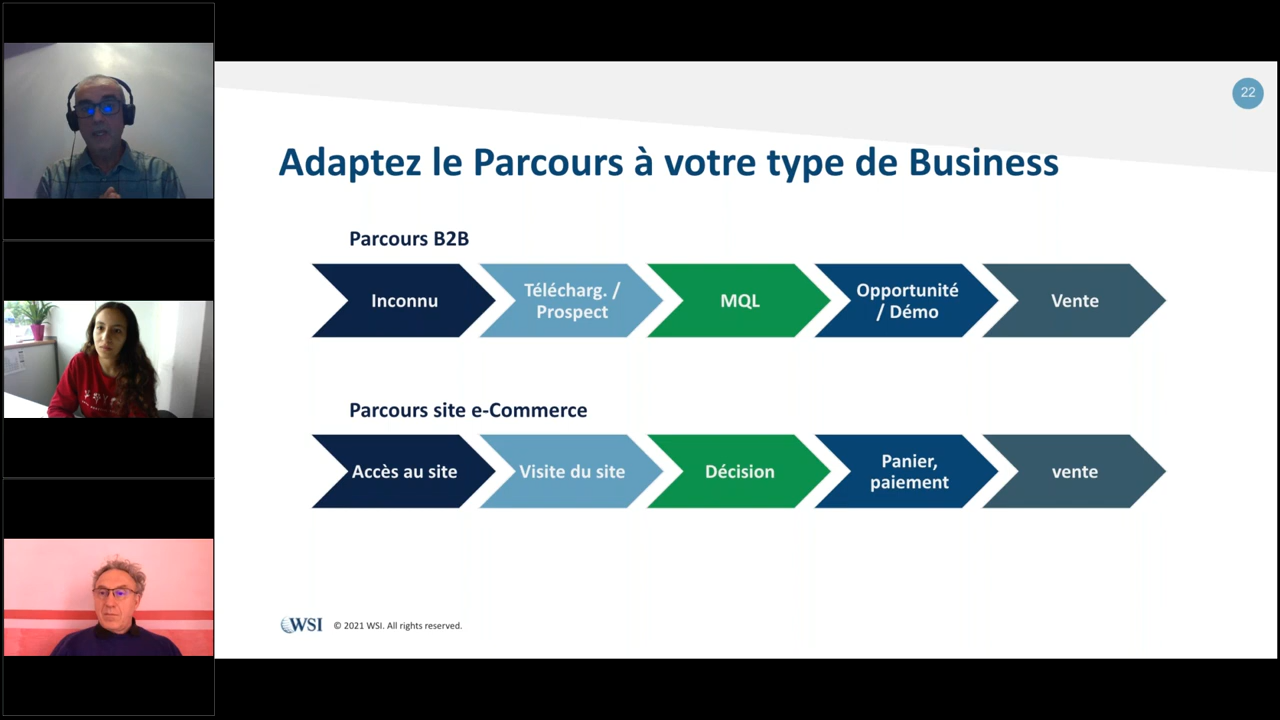 22
Adaptez le Parcours à votre type de Business
Parcours B2B
Inconnu
Télécharg. /
Prospect
MQL
Opportunité
/ Démo
Vente
Parcours site e-Commerce
Accès au site
Visite du site
Décision
Panier,
paiement
vente
WSI © 2021 WSI. All rights reserved.